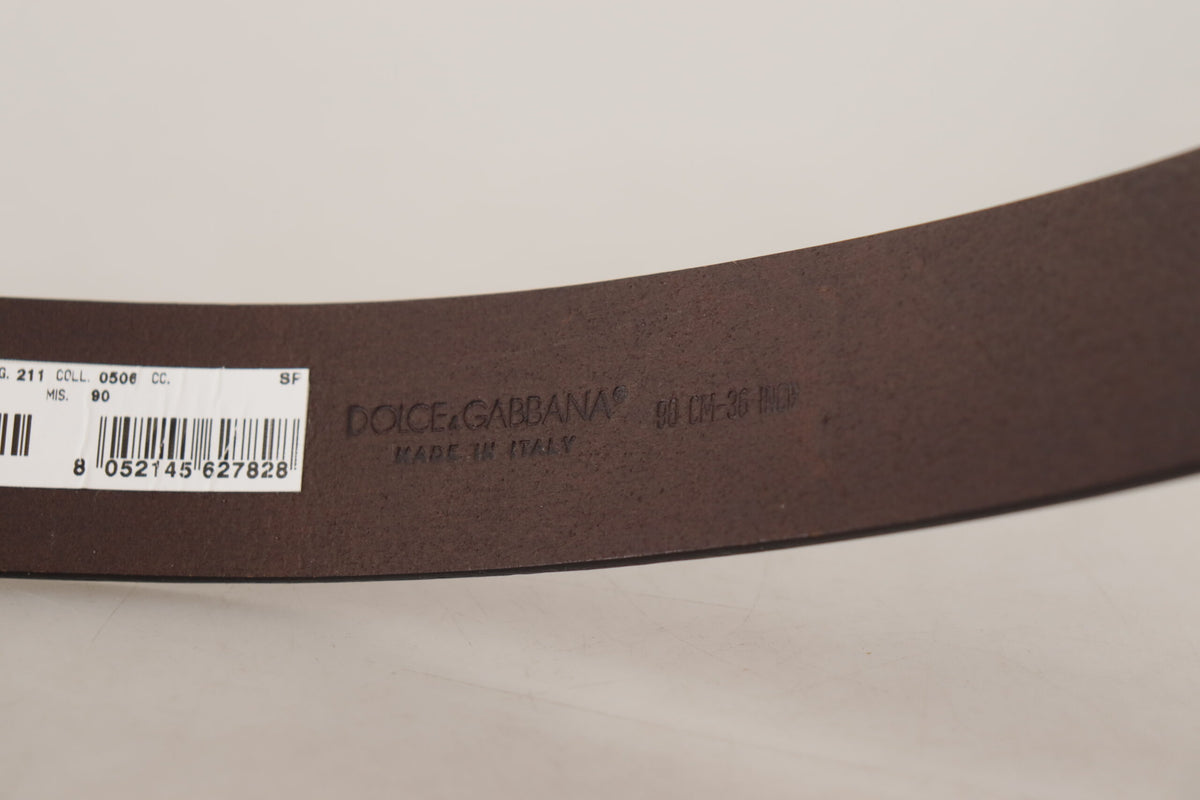 G. 211 COLL. 0506 CC. SF
MIS. 90
8 052145 627828
DOLCE&GABBANA®
MADE IN ITALY
90 CM-36 INCH